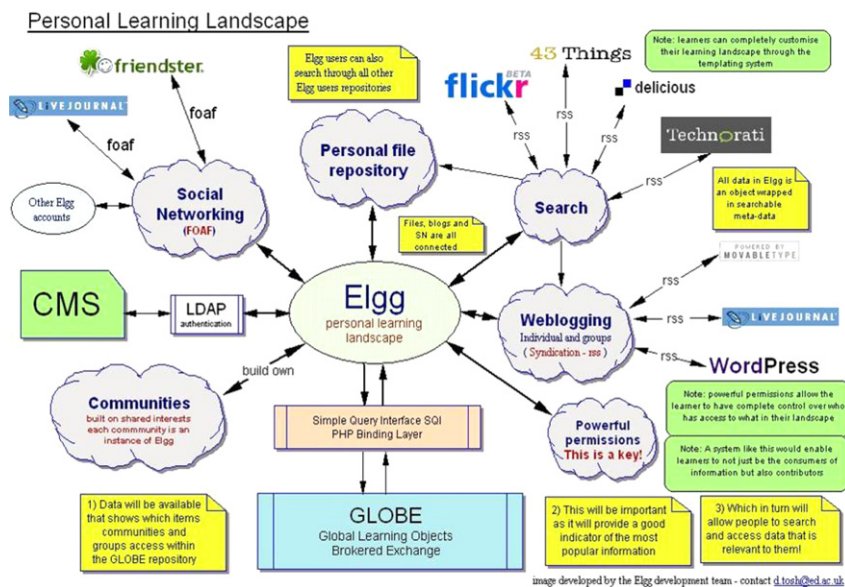 Personal Learning Landscape
friendster.
LIVEJOURNAL
foaf
foaf
Other Elgg
accounts
Social
Networking
(FOAF)
Elgg users can also
search through all other
Elgg users repositories
Personal file
repository
Files, blogs and
SN are all
connected
flickr
BETA
43 Things
delicious
Note: learners can completely customise
their learning landscape through the
templating system
rss
rss
rss
rss
Technorati
Search
All data in Elgg is
an object wrapped
in searchable
meta-data
CMS
LDAP
authentication
Elgg
personal learning
landscape
Weblogging
Individual and groups
( Syndication - rss )
rss
rss
rss
POWERED BY
MOVABLETYPE
LIVEJOURNAL
WORDPRESS
build own
Communities
built on shared interests
each commmunity is an
instance of Elgg
Simple Query Interface SQI
PHP Binding Layer
Powerful
permissions
This is a key!
Note: powerful permissions allow the
learner to have complete control over who
has access to what in their landscape
Note: A system like this would enable
learners to not just be the consumers of
information but also contributors
1) Data will be available
that shows which items
communities and
groups access within
the GLOBE repository
GLOBE
Global Learning Objects
Brokered Exchange
2) This will be important
as it will provide a good
indicator of the most
popular information
3) Which in turn will
allow people to search
and access data that is
relevant to them!
image developed by the Elgg development team - contact d.tosh@ed.ac.uk